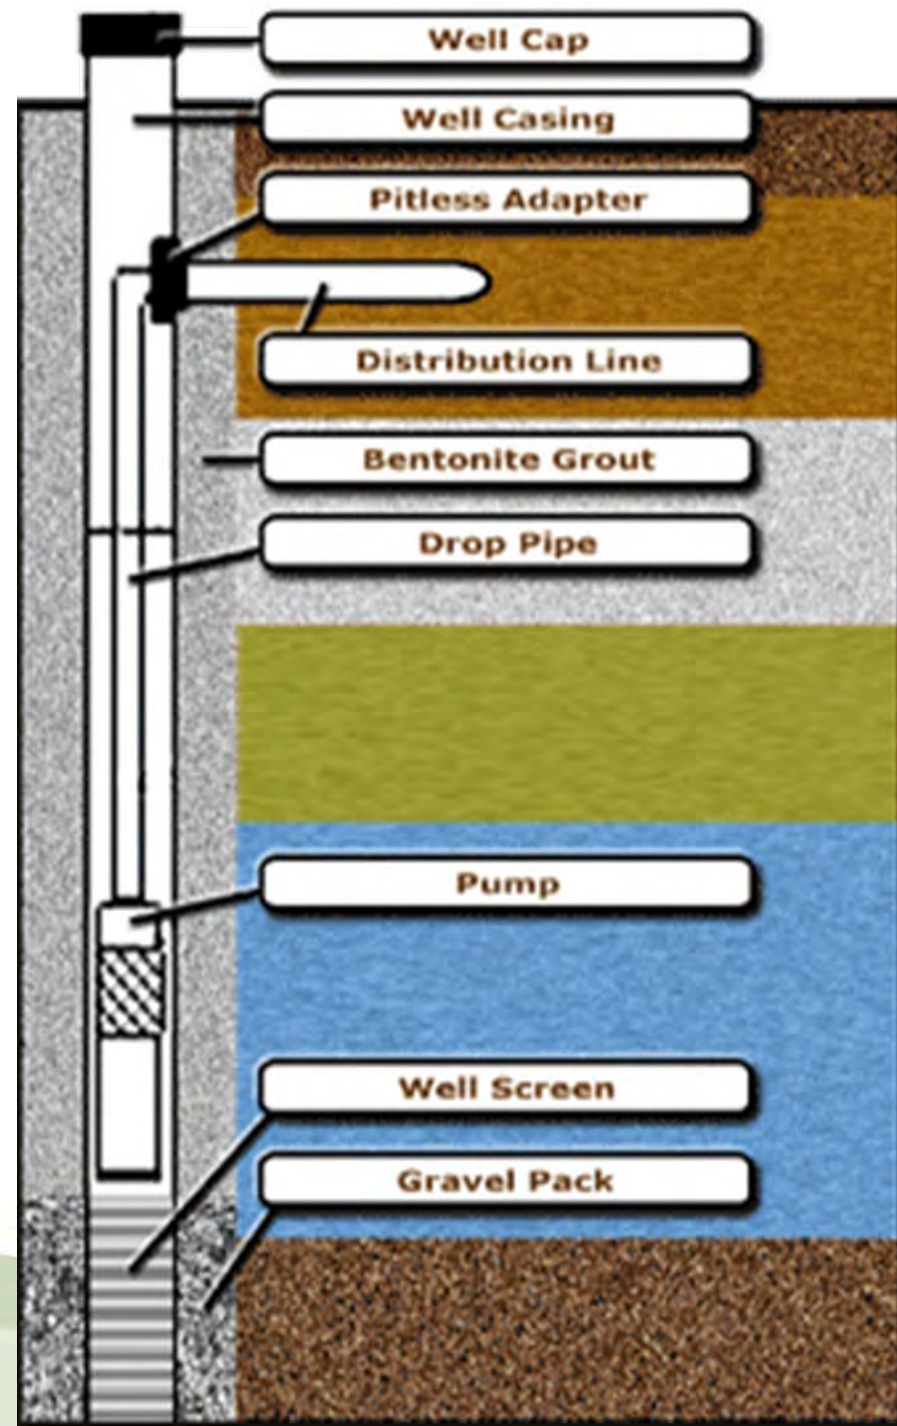 Well Cap
Well Casing
Pitless Adapter
Distribution Line
Bentonite Grout
Drop Pipe
Pump
Well Screen
Gravel Pack